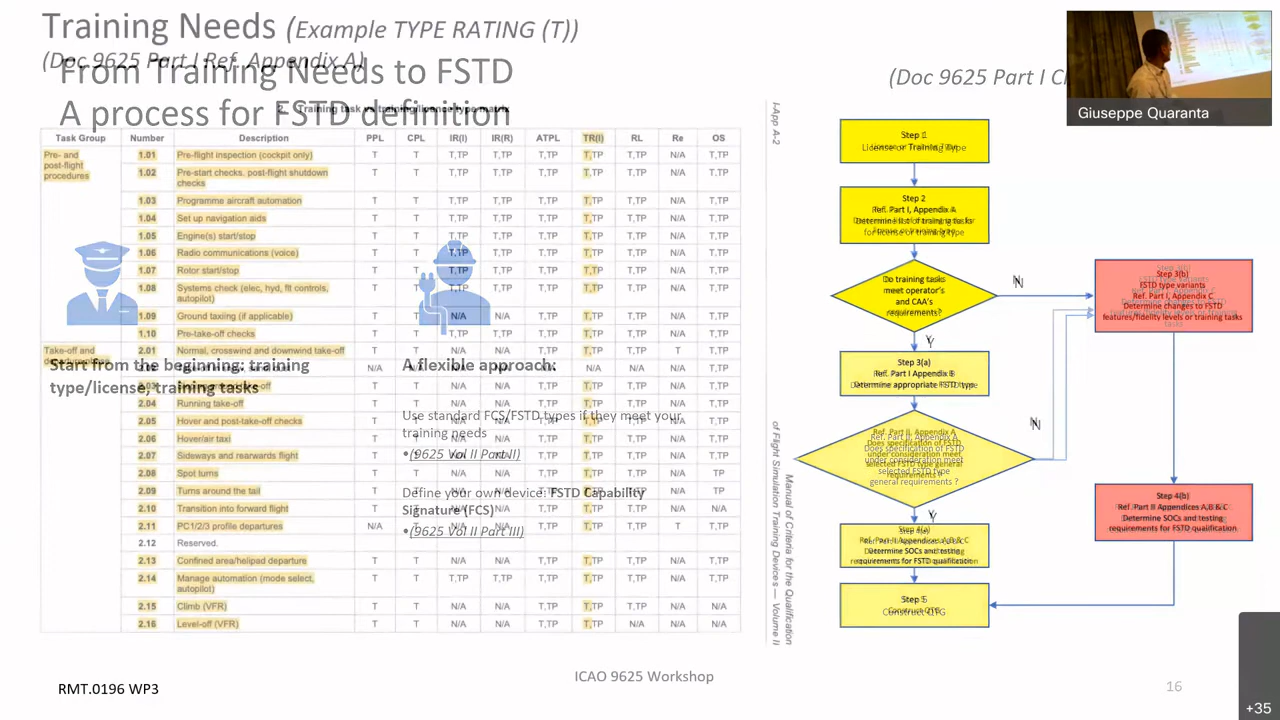 Training Needs (Example TYPE RATING (T))
(Doc 9625 Part I Ref. Appendix A)
From Training Needs to FSTD
A process for FSTD definition
(Doc 9625 Part I C
Giuseppe Quaranta
2. Training task vs training/licence type matrix
Task Group Number Description PPL CPL IR(I) IR(R) ATPL TR(I) RL Re OS
Pre- and post-flight procedures
1.01 Pre-flight inspection (cockpit only) T T T,TP T,TP T,TP T,TP T,TP N/A T,TP
1.02 Pre-start checks. post-flight shutdown checks T T T,TP T,TP T,TP T,TP T,TP N/A T,TP
1.03 Programme aircraft automation T T T,TP T,TP T,TP T,TP T,TP N/A T,TP
1.04 Set up navigation aids T T T,TP T,TP T,TP T,TP T,TP N/A T,TP
1.05 Engine(s) start/stop T T T,TP T,TP T,TP T,TP T,TP N/A T,TP
1.06 Radio communications (voice) T T T,TP T,TP T,TP T,TP T,TP N/A T,TP
1.07 Rotor start/stop T T T,TP T,TP T,TP T,TP T,TP N/A T,TP
1.08 Systems check (elec, hyd, flt controls, autopilot) T T T,TP T,TP T,TP T,TP T,TP N/A T,TP
1.09 Ground taxiing (if applicable) T T N/A N/A T,TP T,TP T,TP N/A T,TP
1.10 Pre-take-off checks T T T,TP T,TP T,TP T,TP T,TP N/A T,TP
Take-off and
2.01 Normal, crosswind and downwind take-off T T N/A N/A T,TP T,TP T,TP T T,TP
Start from the beginning: training type/license, training tasks
A flexible approach:
2.04 Running take-off T T N/A N/A T,TP T,TP T,TP N/A T,TP
2.05 Hover and post-take-off checks
Use standard FCS/FSTD types if they meet your training needs
2.06 Hover/air taxi T T N/A N/A T,TP T,TP T,TP N/A T,TP
2.07 Sideways and rearwards flight
•(9625 Vol II Part II)
2.08 Spot turns T T N/A N/A T,TP T,TP T,TP N/A TP
2.09 Turns around the tail
Define your own device: FSTD Capability Signature (FCS)
2.10 Transition into forward flight T T N/A N/A T,TP T,TP T,TP N/A T,TP
2.11 PC1/2/3 profile departures
•(9625 Vol II Part III)
2.12 Reserved.
2.13 Confined area/helipad departure T T N/A N/A T,TP T,TP T,TP N/A T,TP
2.14 Manage automation (mode select, autopilot) T T T,TP T,TP T,TP T,TP T,TP N/A T,TP
2.15 Climb (VFR) T T N/A N/A T,TP T,TP T,TP N/A N/A
2.16 Level-off (VFR) T T N/A N/A T,TP T,TP N/A N/A N/A
I-App A-2
Manual of Criteria for the Qualification
of Flight Simulation Training Devices — Volume II
Step 1
License or Training Type
Step 2
Ref. Part I, Appendix A
Determine list of training tasks
for license or training type
Do training tasks
meet operator's
and CAA's
requirements?
N
Y
Step 3(b)
FSTD type variants
Ref. Part I, Appendix C
Determine changes to FSTD
features/fidelity levels or training tasks
Step 3(a)
Ref. Part I Appendix B
Determine appropriate FSTD type
Ref. Part II, Appendix A
Does specification of FSTD
under consideration meet
selected FSTD type general
requirements ?
N
Y
Step 4(a)
Ref. Part II Appendices A,B & C
Determine SOCs and testing
requirements for FSTD qualification
Step 4(b)
Ref. Part II Appendices A,B & C
Determine SOCs and testing
requirements for FSTD qualification
Step 5
Construct QTG
RMT.0196 WP3
ICAO 9625 Workshop
16
+35